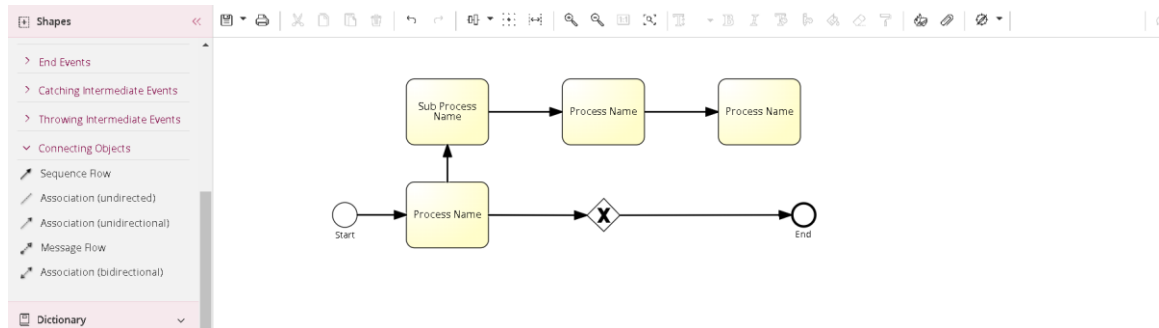 Shapes
End Events
Catching Intermediate Events
Throwing Intermediate Events
Connecting Objects
Sequence Flow
Association (undirected)
Association (unidirectional)
Message Flow
Association (bidirectional)
Dictionary
Sub Process
Name
Process Name
Process Name
Process Name
X
Start
End